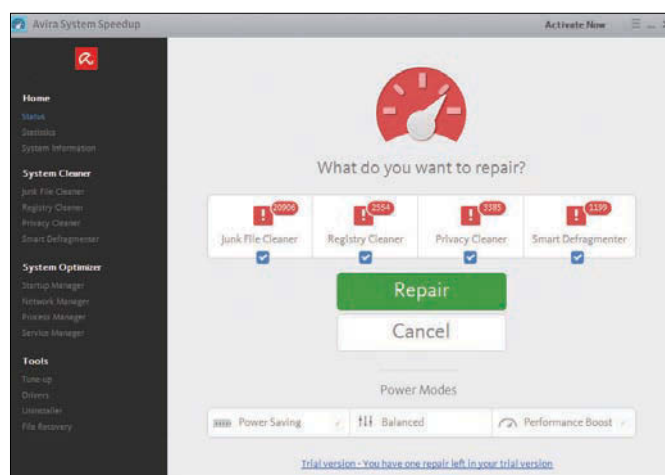 Avira System Speedup
Activate Now
Home
Status
Statistics
System Information
System Cleaner
Junk File Cleaner
Registry Cleaner
Privacy Cleaner
Smart Defragmenter
System Optimizer
Startup Manager
Network Manager
Process Manager
Service Manager
Tools
Tune-up
Drivers
Uninstaller
File Recovery
What do you want to repair?
20906 2554 3385 1199
Junk File Cleaner Registry Cleaner Privacy Cleaner Smart Defragmenter
Repair
Cancel
Power Modes
Power Saving Balanced Performance Boost
Trial version - You have one repair left in your trial version